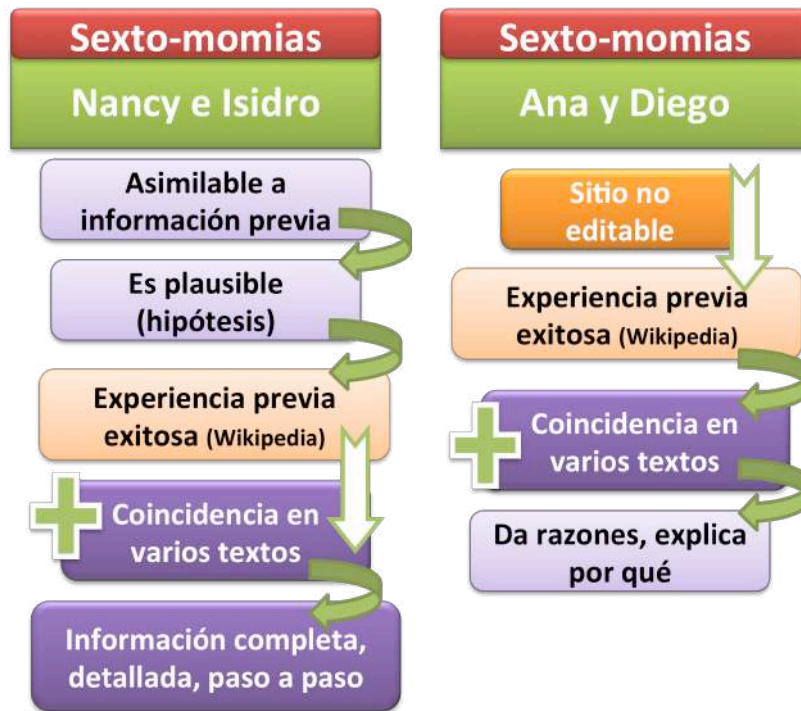 Sexto-momias
Nancy e Isidro
Asimilable a
información previa
Es plausible
(hipótesis)
Experiencia previa
exitosa (Wikipedia)
Coincidencia en
varios textos
Información completa,
detallada, paso a paso
Sexto-momias
Ana y Diego
Sitio no
editable
Experiencia previa
exitosa (Wikipedia)
Coincidencia en
varios textos
Da razones, explica
por qué